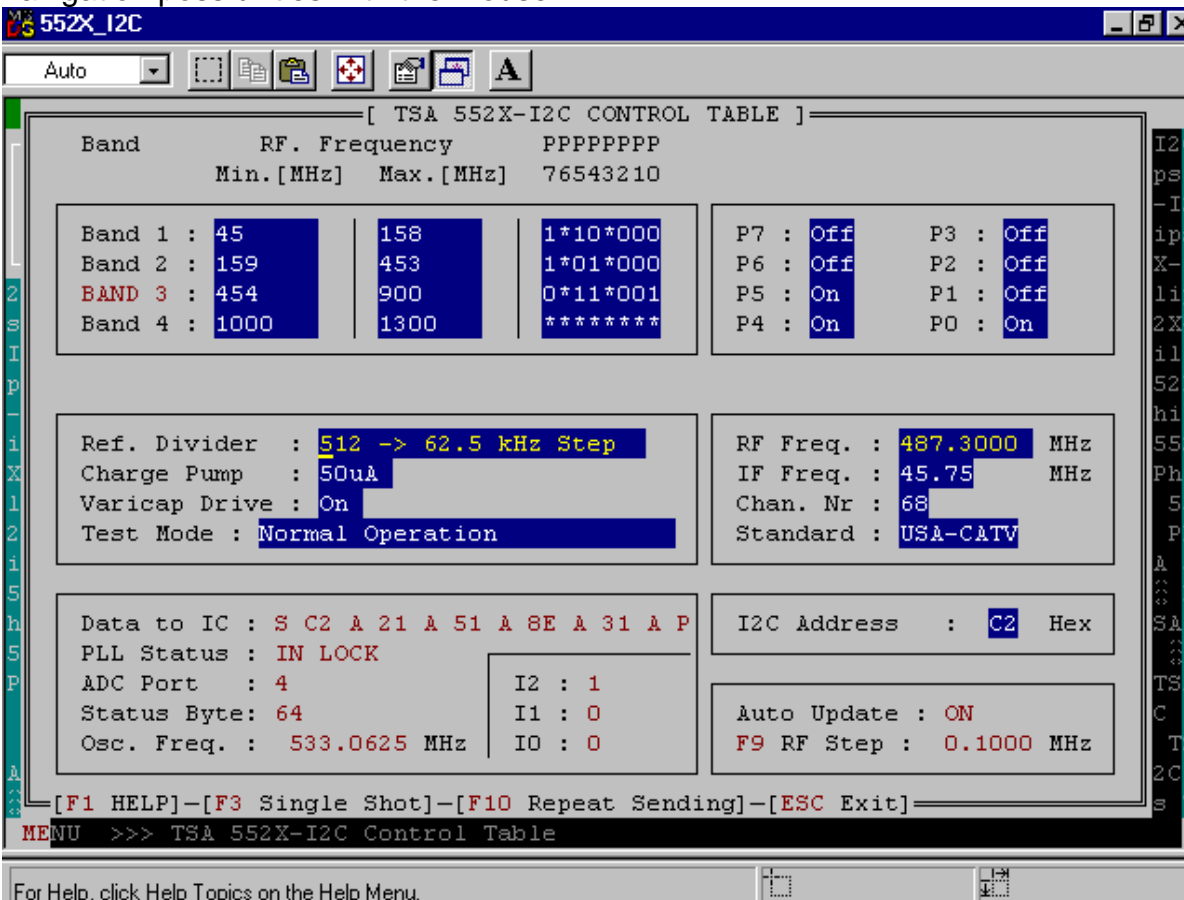 552X_I2C
Auto
A
[ TSA 552X-I2C CONTROL TABLE ]
Band RF. Frequency PPPPPPPP
Min.[MHz] Max.[MHz] 76543210
Band 1 : 45 158 1*10*000 P7 : Off P3 : Off
Band 2 : 159 453 1*01*000 P6 : Off P2 : Off
BAND 3 : 454 900 0*11*001 P5 : On P1 : Off
Band 4 : 1000 1300 ******** P4 : On P0 : On
Ref. Divider : 512 -> 62.5 kHz Step RF Freq. : 487.3000 MHz
Charge Pump : 50uA IF Freq. : 45.75 MHz
Varicap Drive : On Chan. Nr : 68
Test Mode : Normal Operation Standard : USA-CATV
Data to IC : S C2 A 21 A 51 A 8E A 31 A P I2C Address : C2 Hex
PLL Status : IN LOCK
ADC Port : 4 I2 : 1
Status Byte: 64 I1 : 0 Auto Update : ON
Osc. Freq. : 533.0625 MHz I0 : 0 F9 RF Step : 0.1000 MHz
[F1 HELP]-[F3 Single Shot]-[F10 Repeat Sending]-[ESC Exit]
MENU >>> TSA 552X-I2C Control Table
For Help, click Help Topics on the Help Menu.